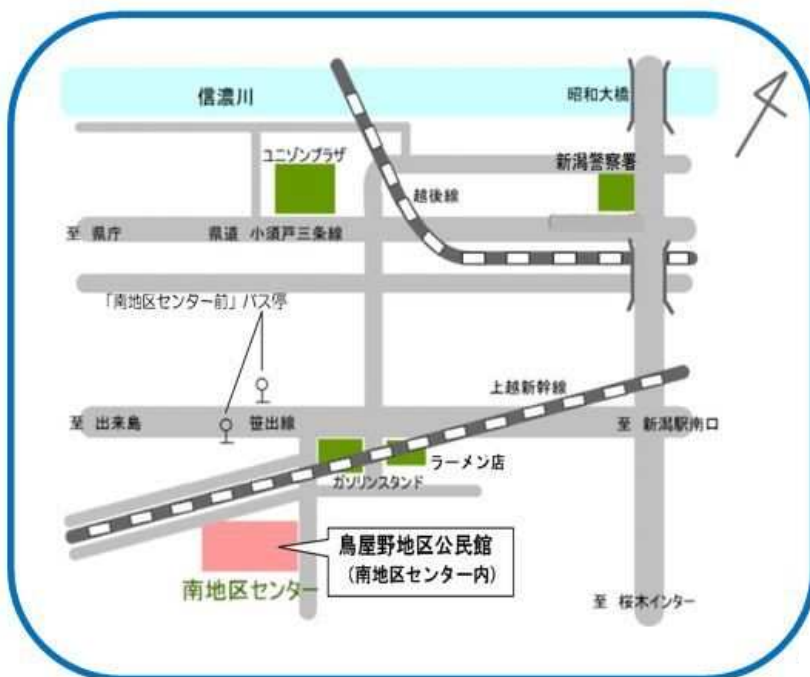 信濃川
昭和大橋
ユニゾンプラザ
新潟警察署
越後線
至 県庁
県道 小須戸三条線
「南地区センター前」バス停
上越新幹線
至 出来島
笹出線
至 新潟駅南口
ラーメン店
ガソリンスタンド
鳥屋野地区公民館
（南地区センター内）
南地区センター
至 桜木インター